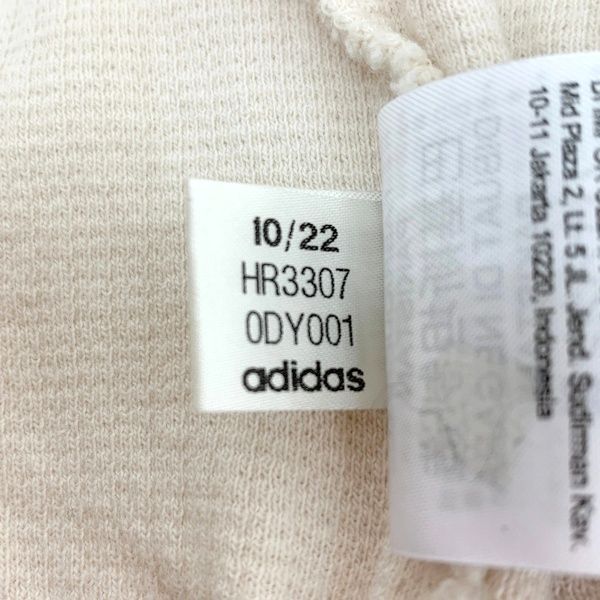 10/22
HR3307
0DY001
adidas
Mid Plaza 2, Lt. 5 JL. Jend. Sudirman Kav.
10-11 Jakarta 10220, Indonesia